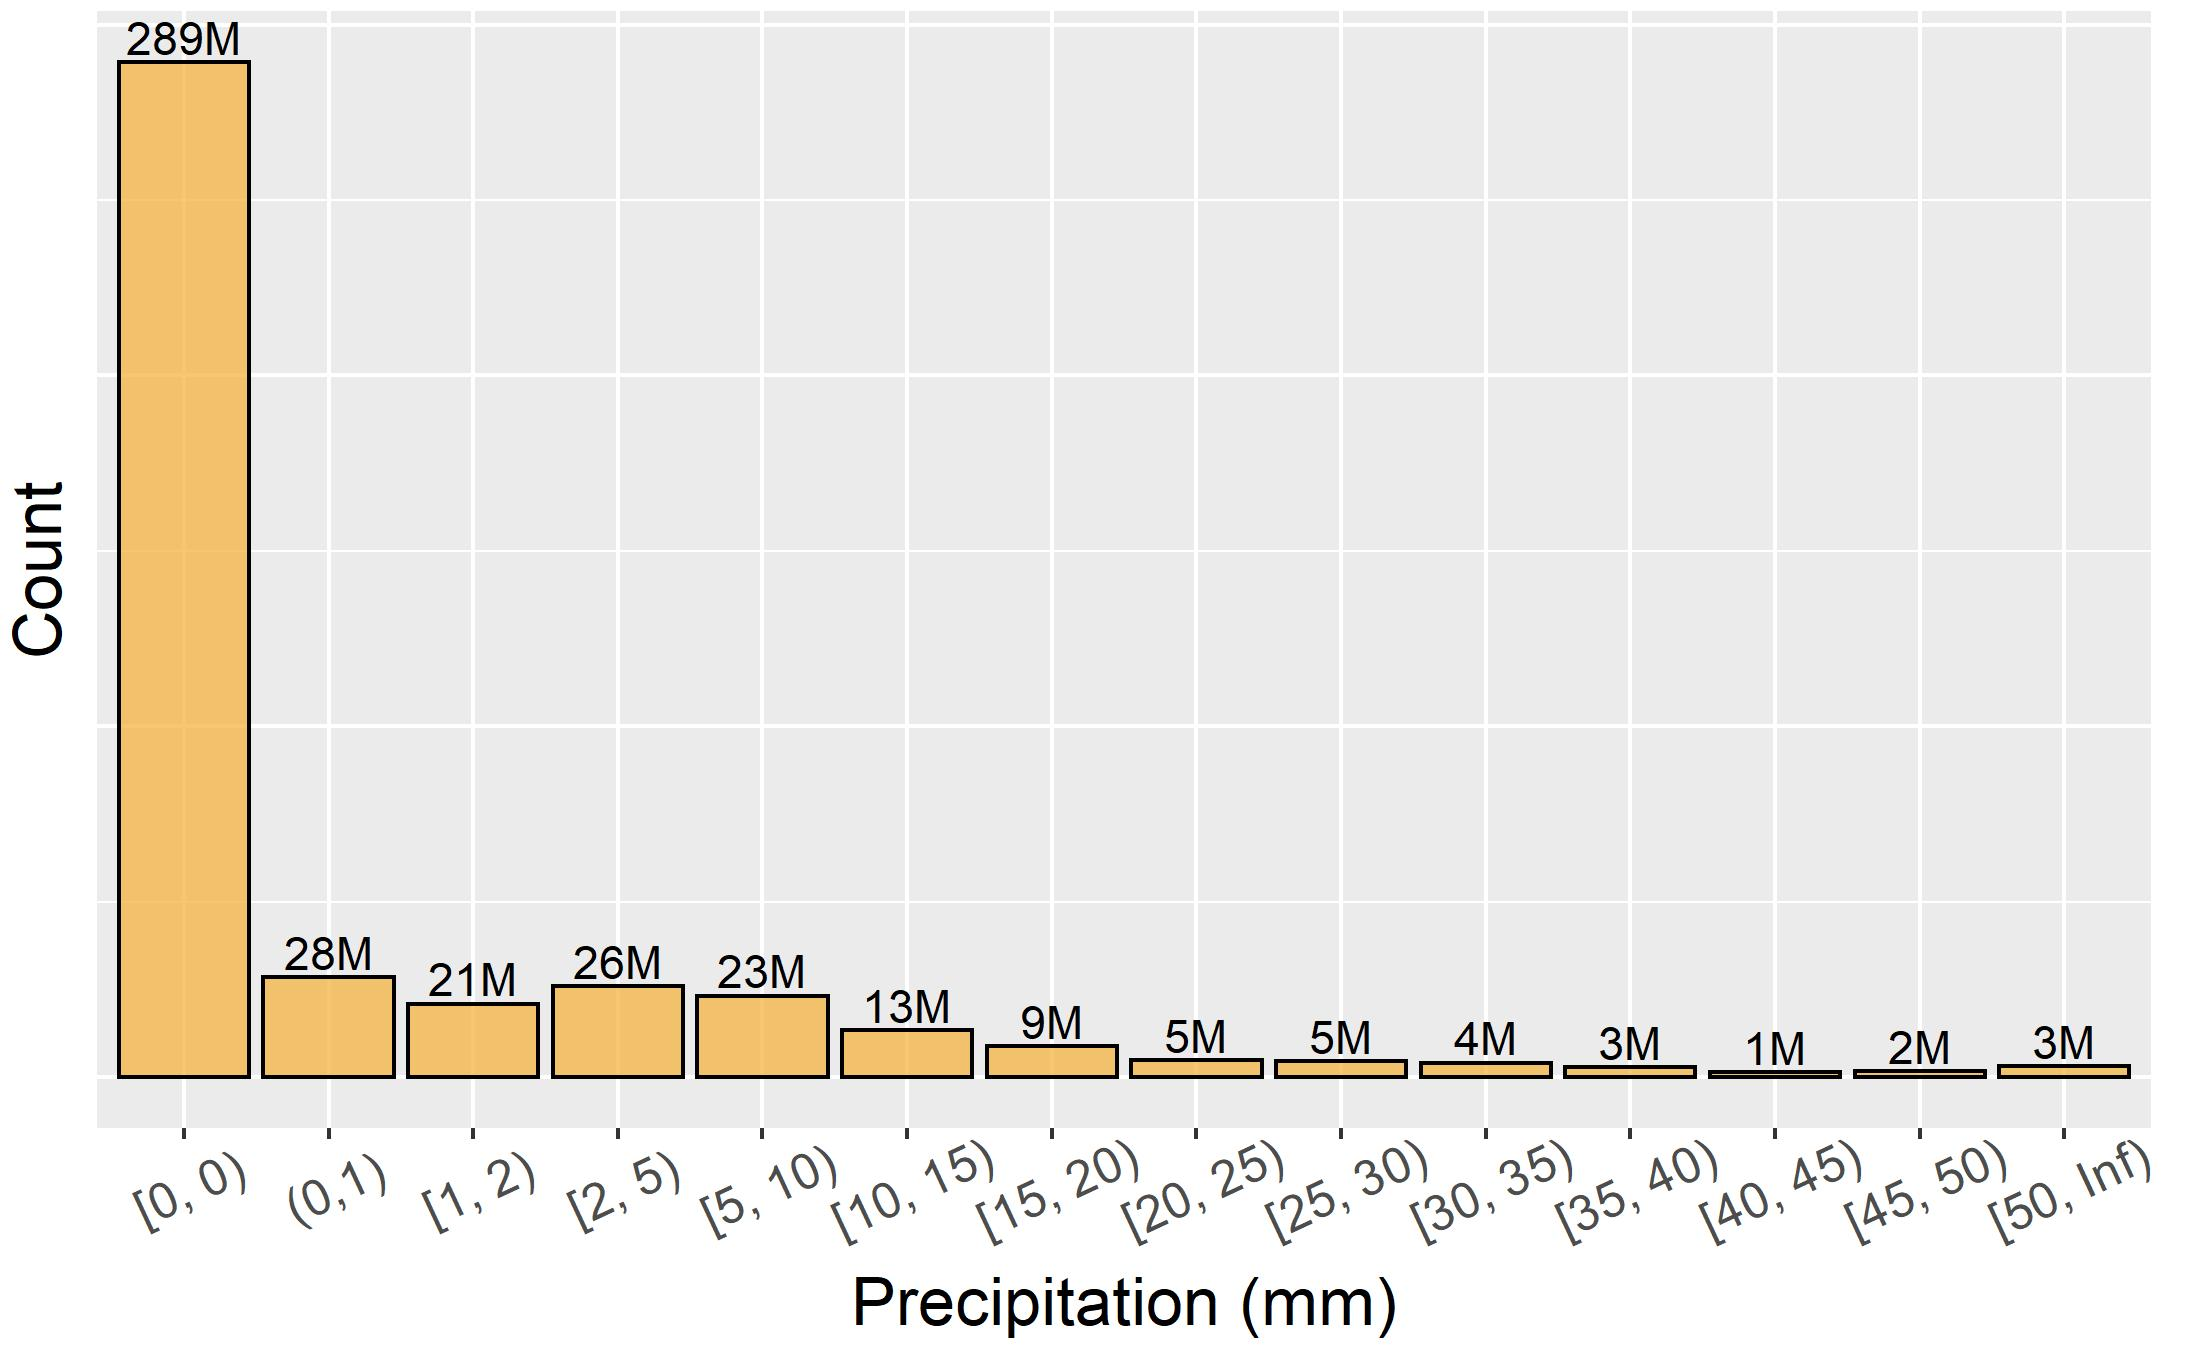 289M
28M
21M
26M
23M
13M
9M
5M
5M
4M
3M
1M
2M
3M
Count
[0, 0)
(0,1)
[1, 2)
[2, 5)
[5, 10)
[10, 15)
[15, 20)
[20, 25)
[25, 30)
[30, 35)
[35, 40)
[40, 45)
[45, 50)
[50, Inf)
Precipitation (mm)